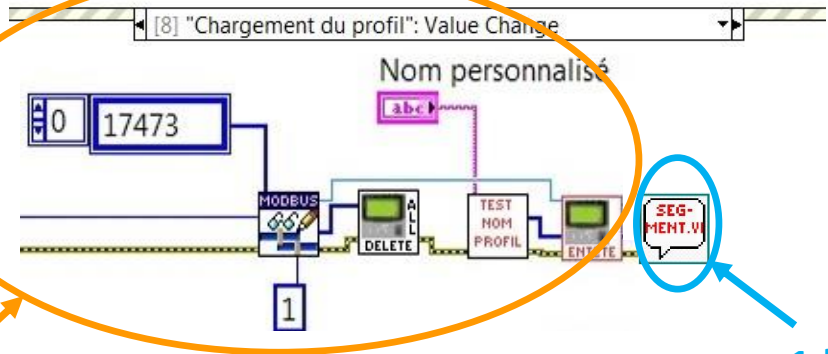 [8] "Chargement du profil": Value Change
Nom personnalisé
abc
0
17473
MODBUS
ALL
DELETE
TEST
NOM
PROFIL
ENTETE
SEG-
MENT.VI
1